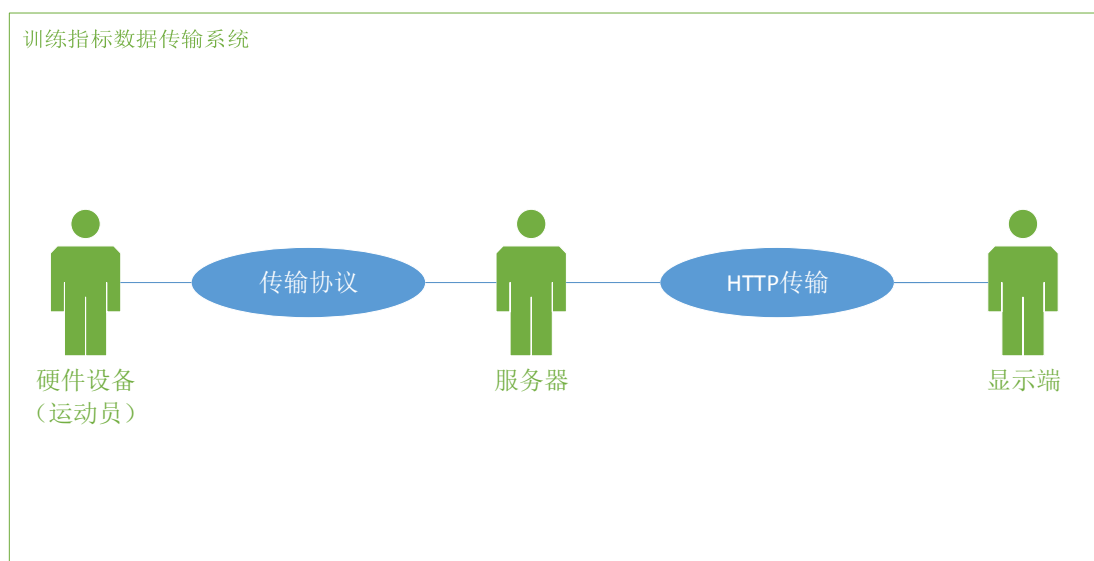 训练指标数据传输系统
传输协议
HTTP传输
硬件设备
（运动员）
服务器
显示端